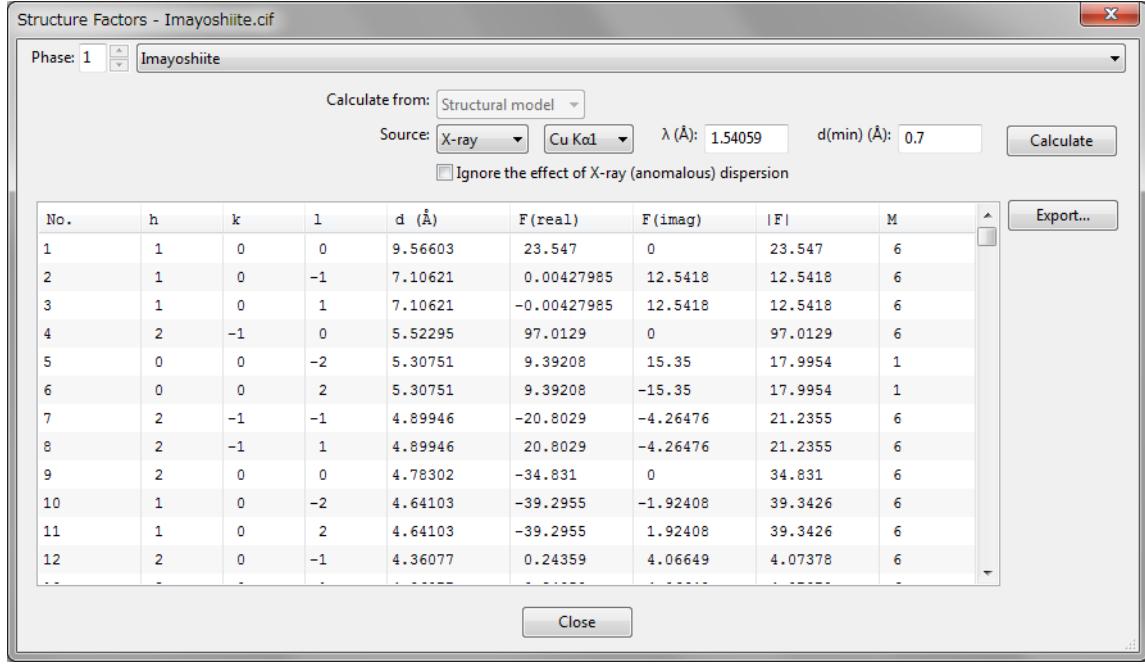 Structure Factors - Imayoshiite.cif
Phase: 1 Imayoshiite
Calculate from: Structural model
Source: X-ray Cu Kα1 λ (Å): 1.54059 d(min) (Å): 0.7 Calculate
Ignore the effect of X-ray (anomalous) dispersion
No. h k l d (Å) F(real) F(imag) |F| M Export...
1 1 0 0 9.56603 23.547 0 23.547 6
2 1 0 -1 7.10621 0.00427985 12.5418 12.5418 6
3 1 0 1 7.10621 -0.00427985 12.5418 12.5418 6
4 2 -1 0 5.52295 97.0129 0 97.0129 6
5 0 0 -2 5.30751 9.39208 15.35 17.9954 1
6 0 0 2 5.30751 9.39208 -15.35 17.9954 1
7 2 -1 -1 4.89946 -20.8029 -4.26476 21.2355 6
8 2 -1 1 4.89946 20.8029 -4.26476 21.2355 6
9 2 0 0 4.78302 -34.831 0 34.831 6
10 1 0 -2 4.64103 -39.2955 -1.92408 39.3426 6
11 1 0 2 4.64103 -39.2955 1.92408 39.3426 6
12 2 0 -1 4.36077 0.24359 4.06649 4.07378 6
Close